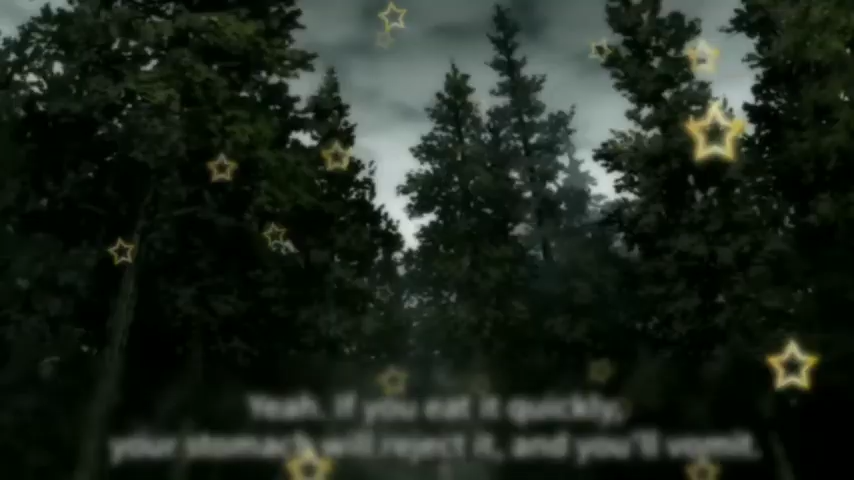 Yeah. If you eat it quickly,
your stomach will reject it, and you'll vomit.